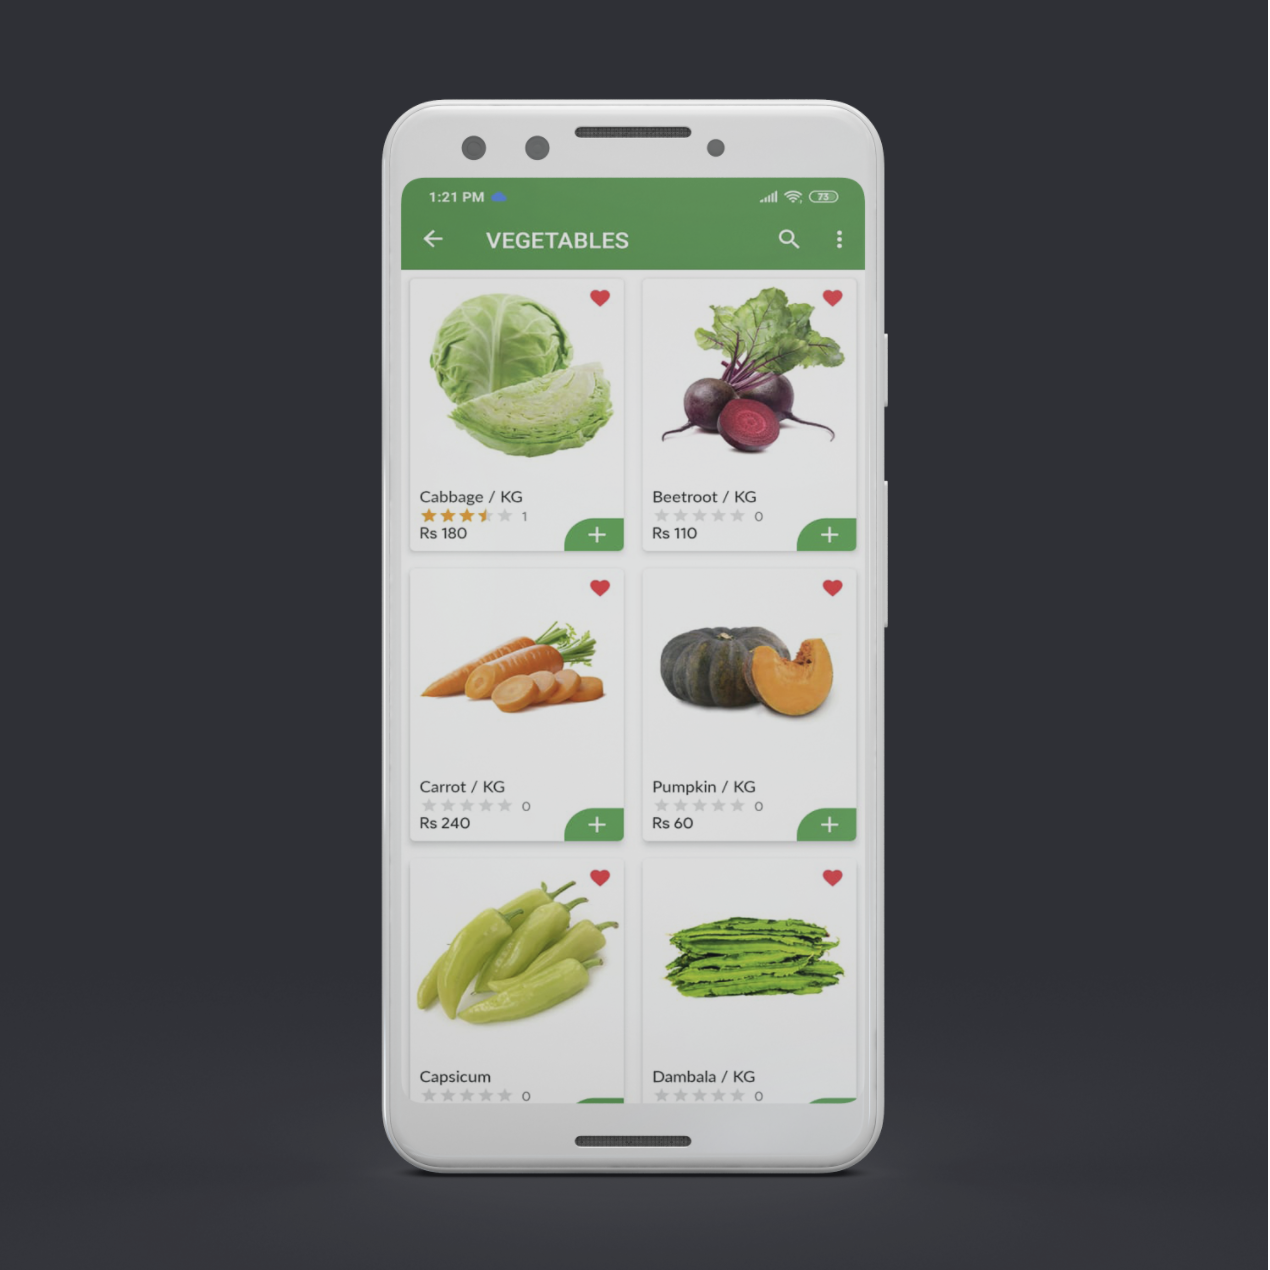 1:21 PM
73
VEGETABLES
Cabbage / KG
1
Rs 180
Beetroot / KG
0
Rs 110
Carrot / KG
0
Rs 240
Pumpkin / KG
0
Rs 60
Capsicum
0
Dambala / KG
0